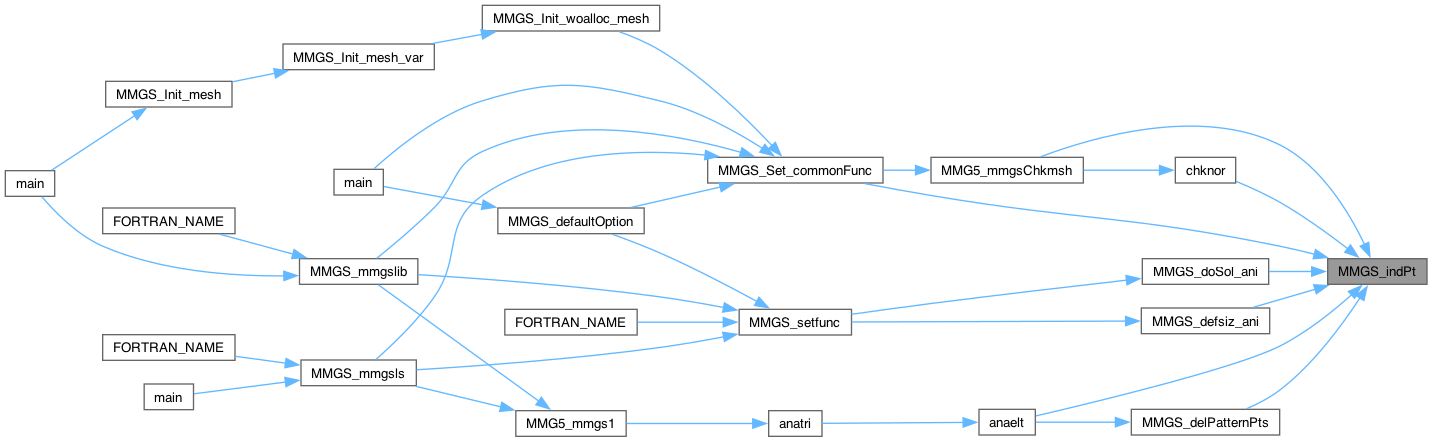 MMGS_Init_woalloc_mesh
MMGS_Init_mesh_var
MMGS_Init_mesh
main
MMGS_Set_commonFunc
MMG5_mmgsChkmsh
chknor
main
FORTRAN_NAME
MMGS_defaultOption
MMGS_mmgslib
MMGS_doSol_ani
MMGS_indPt
FORTRAN_NAME
MMGS_setfunc
MMGS_defsiz_ani
FORTRAN_NAME
MMGS_mmgsls
main
MMG5_mmgs1
anatri
anaelt
MMGS_delPatternPts